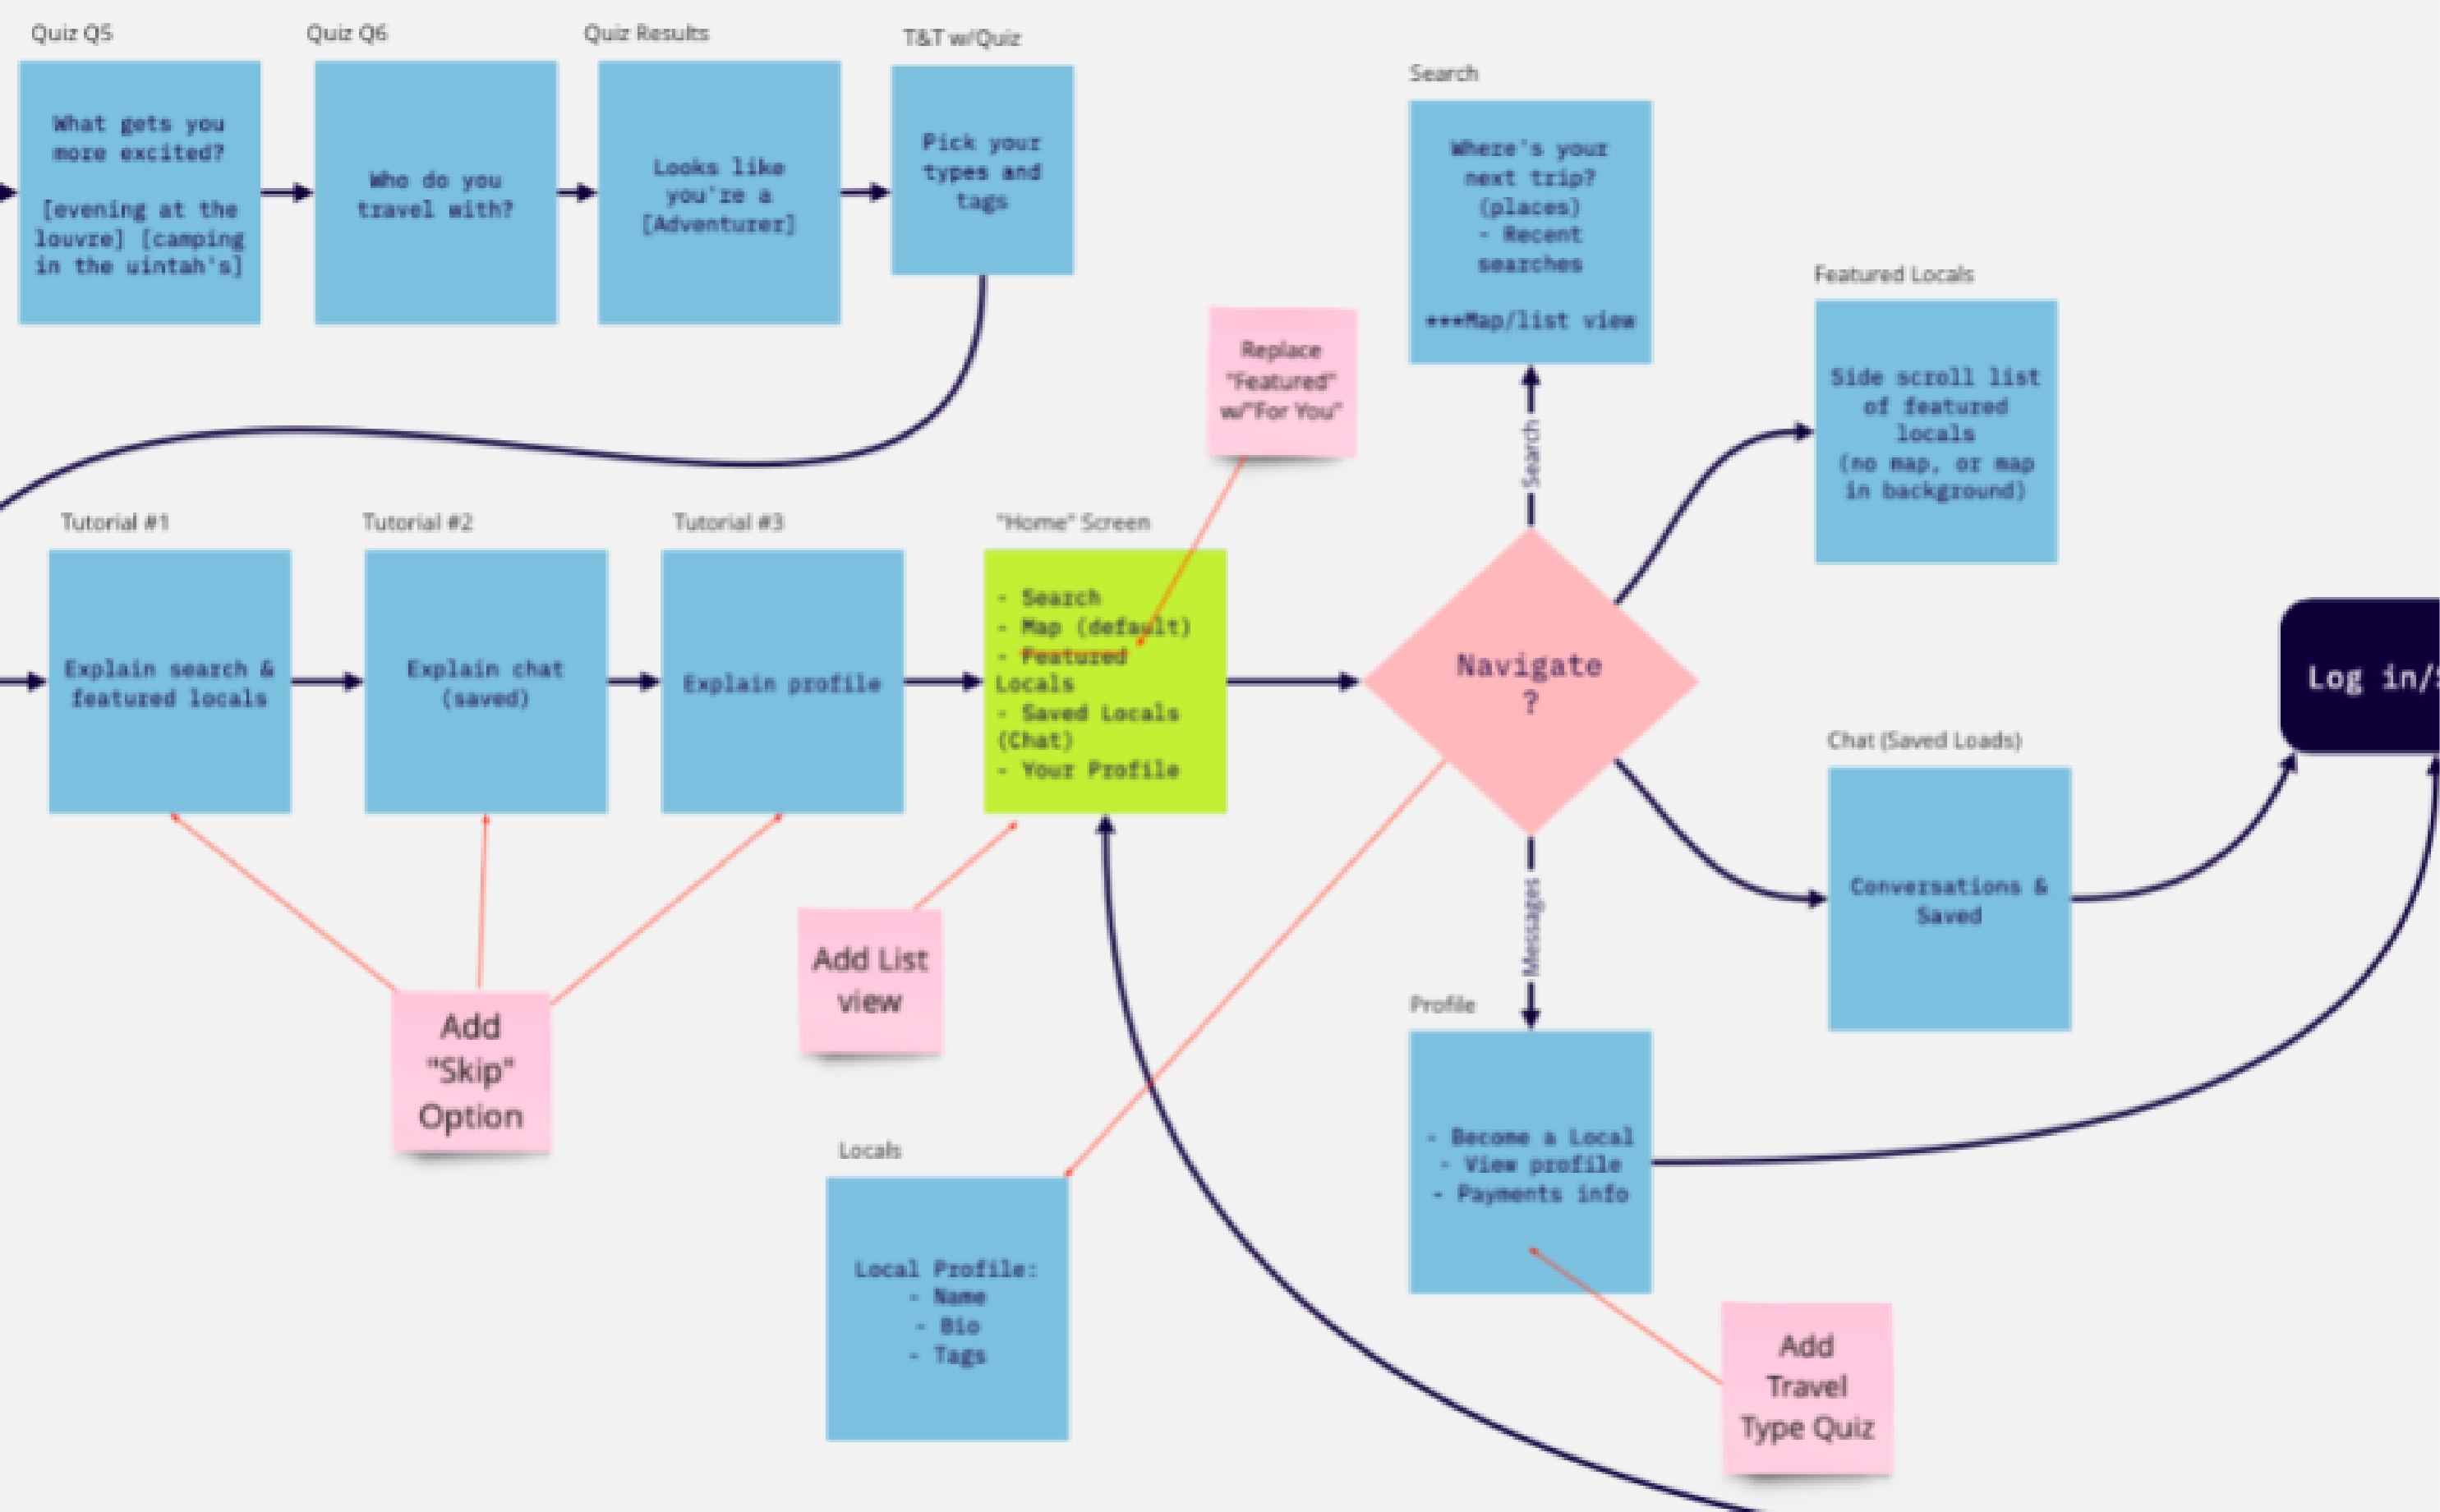 Quiz Q5
What gets you
more excited?
[evening at the
louvre] [camping
in the uintah's]
Quiz Q6
Who do you
travel with?
Quiz Results
Looks like
you're a
[Adventurer]
T&T w/Quiz
Pick your
types and
tags
Search
Where's your
next trip?
(places)
- Recent
searches
***Map/list view
Featured Locals
Side scroll list
of featured
locals
(no map, or map
in background)
Replace
"Featured"
w/"For You"
Search
Tutorial #1
Explain search &
featured locals
Tutorial #2
Explain chat
(saved)
Tutorial #3
Explain profile
"Home" Screen
- Search
- Map (default)
- Featured
Locals
- Saved Locals
(Chat)
- Your Profile
Navigate
?
Log in/
Chat (Saved Loads)
Conversations &
Saved
Messages
Add
"Skip"
Option
Add List
view
Locals
Local Profile:
- Name
- Bio
- Tags
Profile
- Become a Local
- View profile
- Payments info
Add
Travel
Type Quiz